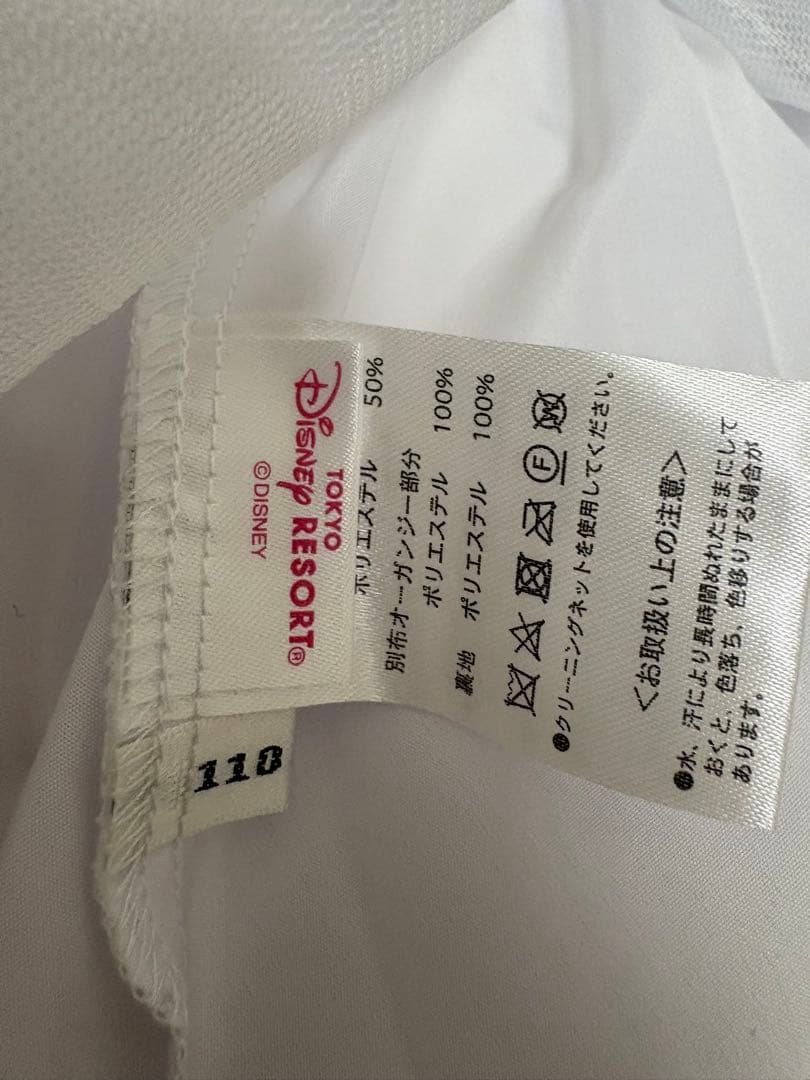 TOKYO
DISNEY RESORT®
©DISNEY
ポリエステル 50%
別布オーガンジー部分
ポリエステル 100%
裏地 ポリエステル 100%
F
W
●クリーニングネットを使用してください。
<お取扱い上の注意>
●水、汗により長時間ぬれたままにして
おくと、色落ち、色移りする場合が
あります。
110